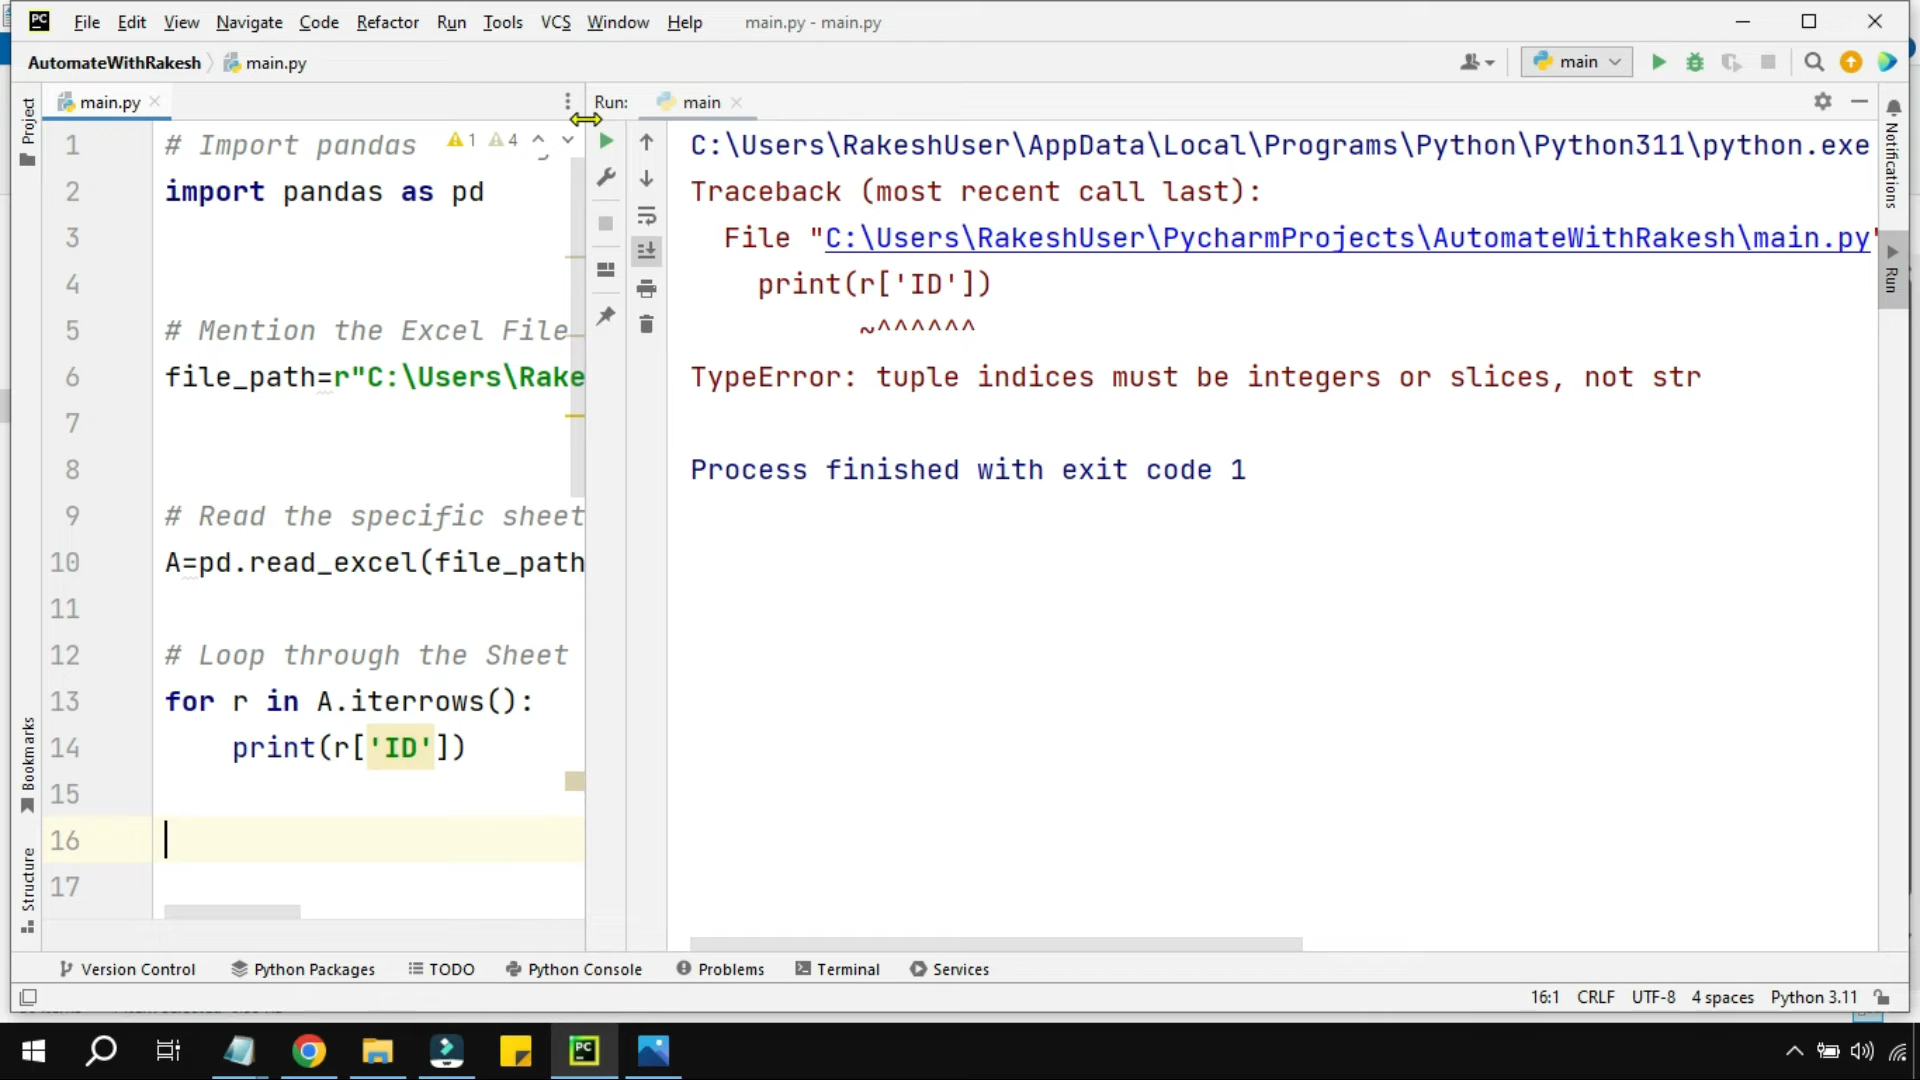 File Edit View Navigate Code Refactor Run Tools VCS Window Help main.py - main.py
AutomateWithRakesh main.py
main
main.py
Run: main
Project
Notifications
Run
Bookmarks
Structure
1 # Import pandas 1 4
2 import pandas as pd
3
4
5 # Mention the Excel File
6 file_path=r"C:\Users\Rake
7
8
9 # Read the specific sheet
10 A=pd.read_excel(file_path
11
12 # Loop through the Sheet
13 for r in A.iterrows():
14 print(r['ID'])
15
16
17
C:\Users\RakeshUser\AppData\Local\Programs\Python\Python311\python.exe
Traceback (most recent call last):
File "C:\Users\RakeshUser\PycharmProjects\AutomateWithRakesh\main.py"
print(r['ID'])
~^^^^^^
TypeError: tuple indices must be integers or slices, not str
Process finished with exit code 1
Version Control Python Packages TODO Python Console Problems Terminal Services
16:1 CRLF UTF-8 4 spaces Python 3.11